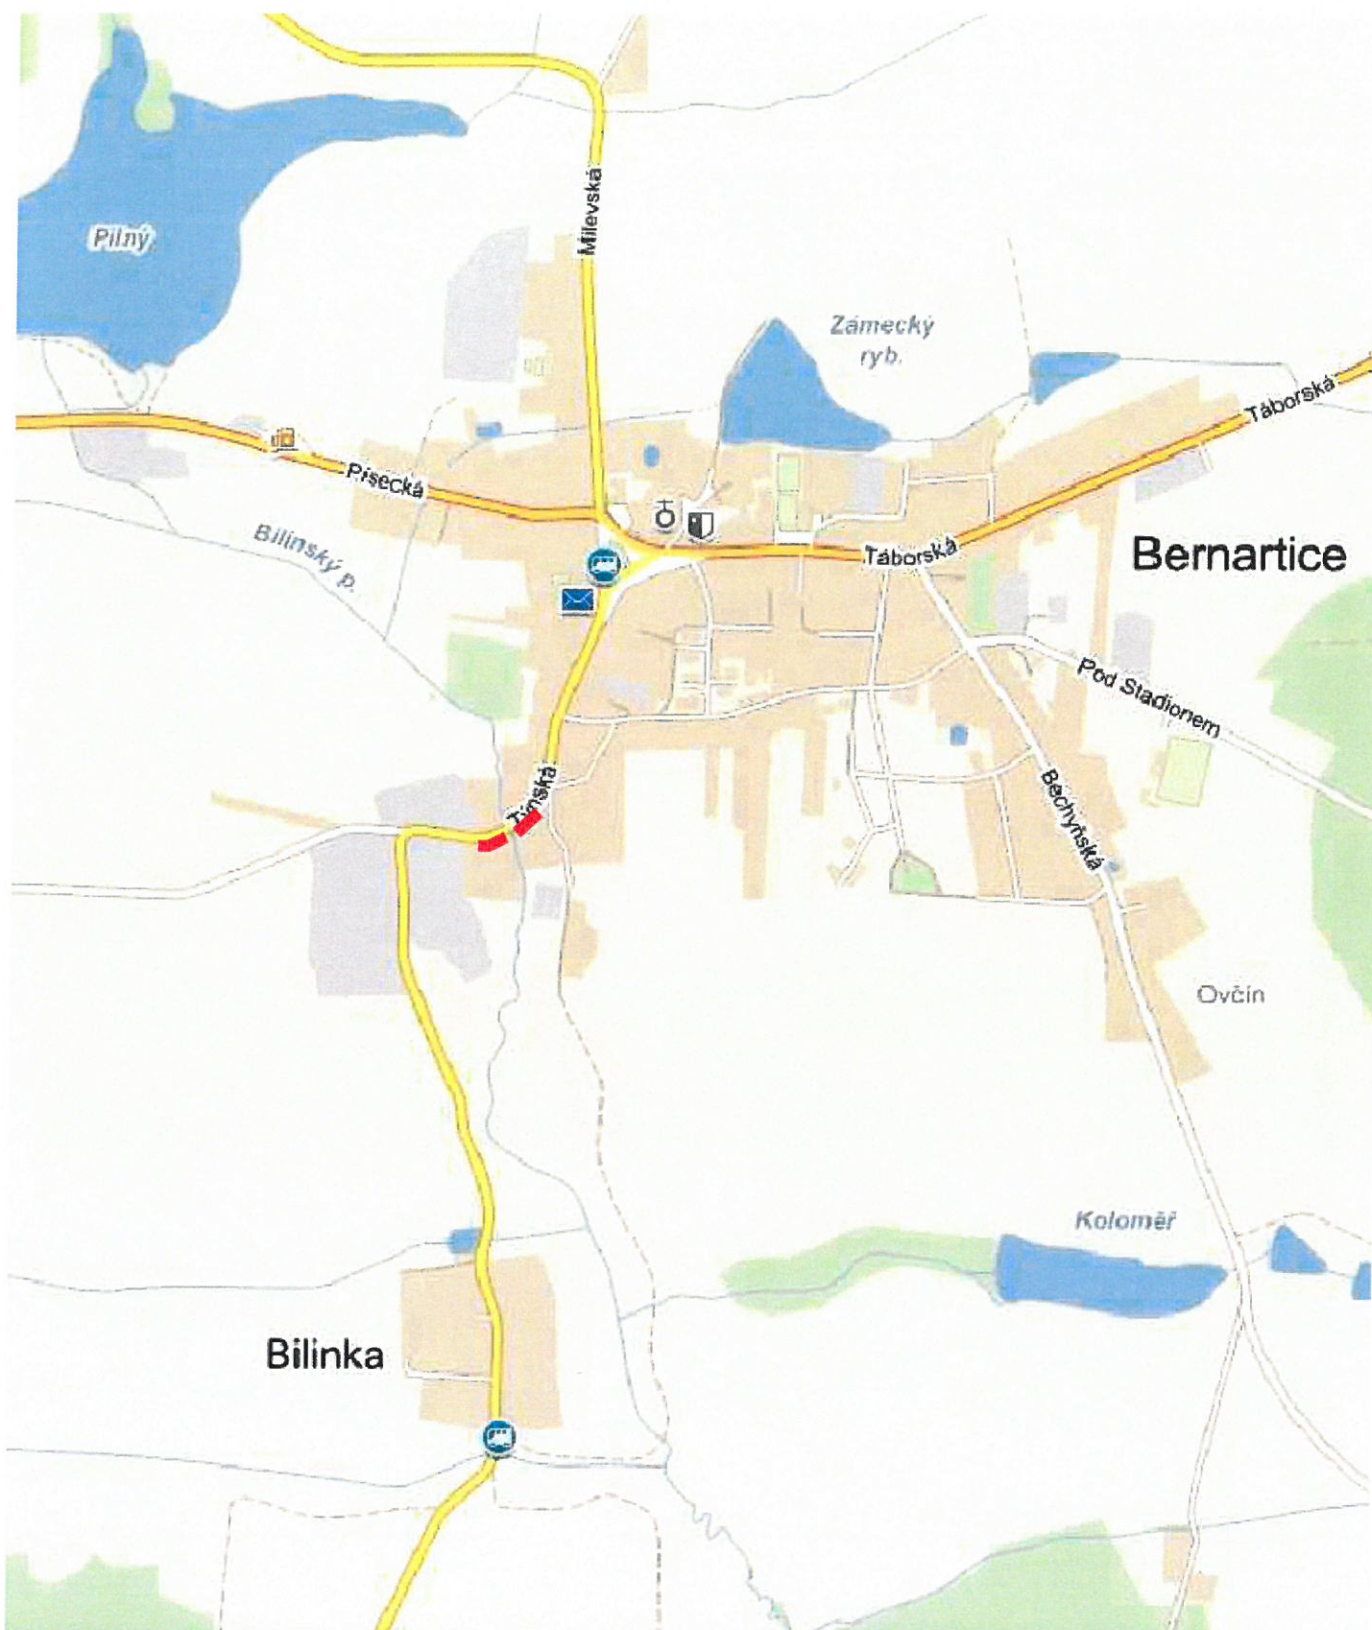 Milevská
Pilný
Zámecký
ryb.
Táborská
Písecká
Bilinský p.
Táborská
Bernartice
Pod Stadionem
Týnská
Bechyňská
Ovčín
Koloměř
Bilinka